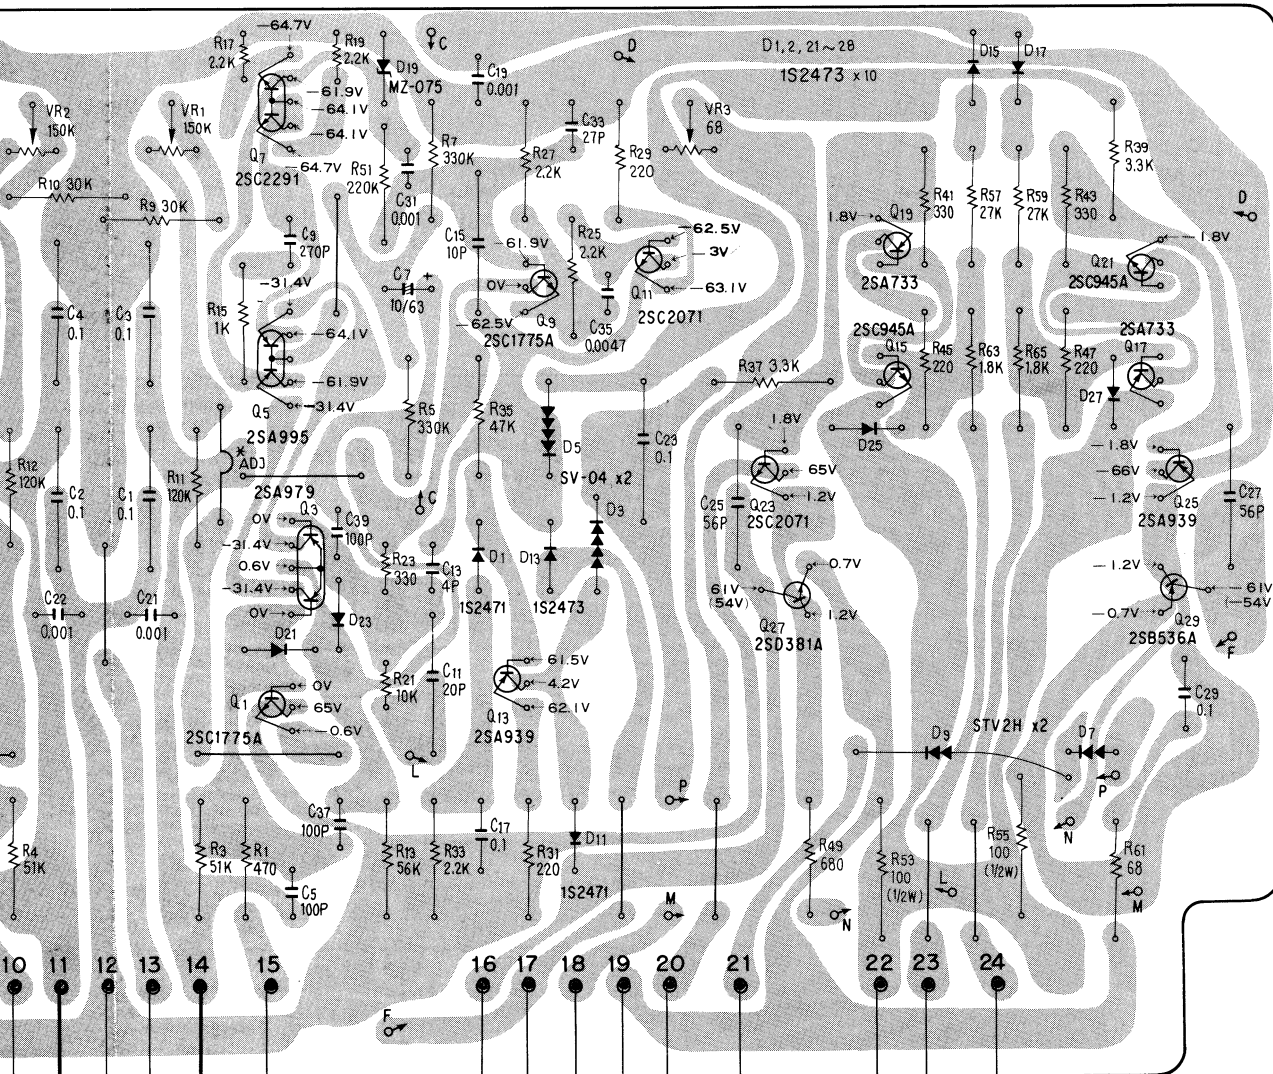 -64.7V
R17 2.2K
R19 2.2K
D19 MZ-075
C
C19 0.001
D
D1,2,21~28
1S2473 x10
D15
D17
-61.9V
-64.1V
-64.1V
-64.7V
VR2 150K
VR1 150K
Q7
2SC2291
R51 220K
C31 0.001
R7 330K
R27 2.2K
C33 27P
R29 220
VR3 68
R39 3.3K
R10 30K
R9 30K
C9 270P
C15 10P
-61.9V
R25 2.2K
-62.5V
-3V
-63.1V
1.8V
Q19
2SA733
R41 330
R57 27K
R59 27K
R43 330
D
-1.8V
Q21
2SC945A
-31.4V
C7 +
10/63
0V
-62.5V
Q9
2SC1775A
Q11
2SC2071
C35 0.0047
C4 0.1
C3 0.1
R15 1K
-64.1V
-61.9V
-31.4V
Q5
2SA995
2SC945A
Q15
R45 220
R63 1.8K
R65 1.8K
R47 220
2SA733
Q17
D27
R37 3.3K
R5 330K
R35 47K
D5
SV-04 x2
C23 0.1
1.8V
65V
1.2V
D25
-1.8V
-66V
-1.2V
Q25
2SA939
C27 56P
* ADJ
R12 120K
R11 120K
C2 0.1
C1 0.1
2SA979
Q3
0V
-31.4V
0.6V
-31.4V
0V
C39 100P
C
R23 330
C13 4P
D1
1S2471
D13
1S2473
D3
C25 56P
Q23
2SC2071
0.7V
61V
(54V)
1.2V
Q27
2SD381A
-1.2V
-0.7V
-61V
(-54V)
Q29
2SB536A
F
C22 0.001
C21 0.001
D23
D21
Q1
0V
65V
-0.6V
2SC1775A
R21 10K
C11 20P
61.5V
4.2V
62.1V
Q13
2SA939
C29 0.1
D9
STV2H x2
D7
L
P
P
N
R4 51K
R3 51K
R1 470
C37 100P
C5 100P
R13 56K
R33 2.2K
C17 0.1
R31 220
D11
1S2471
M
R49 680
N
R53 100 (1/2W)
L
R55 100 (1/2W)
R61 68
M
10 11 12 13 14 15 16 17 18 19 20 21 22 23 24
F